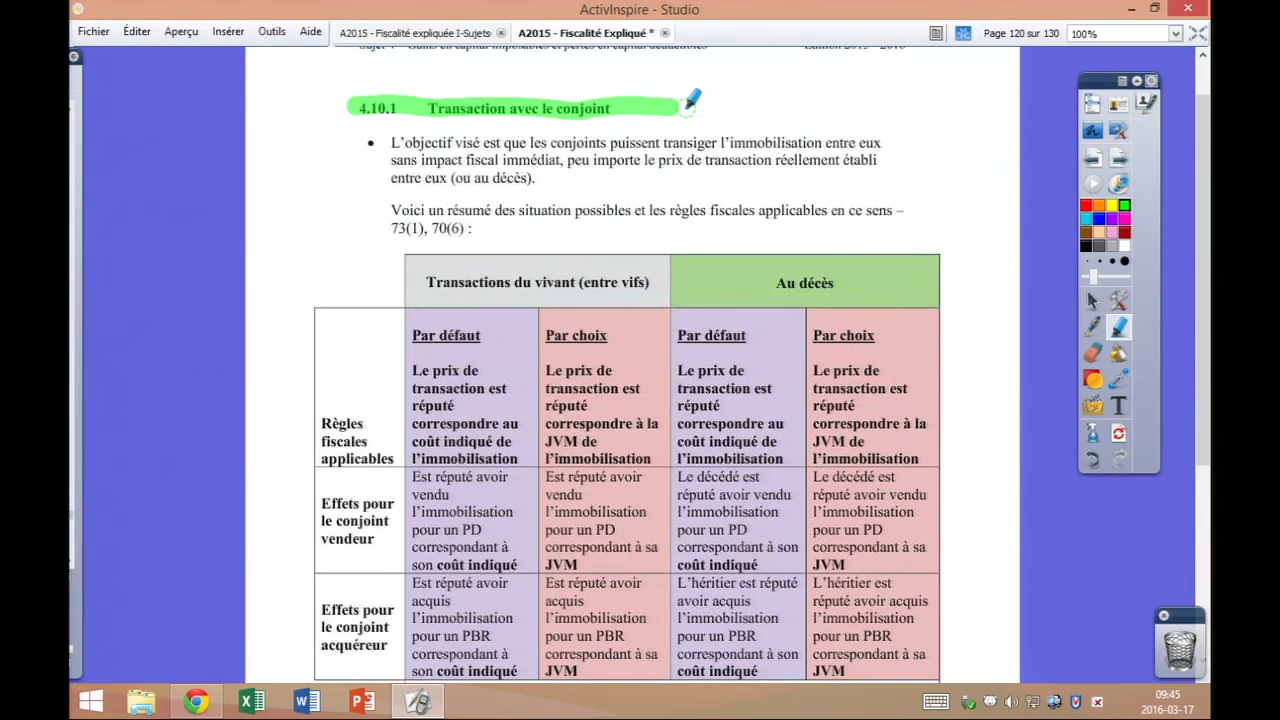 ActivInspire - Studio
Fichier Éditer Aperçu Insérer Outils Aide
A2015 - Fiscalité expliquée I-Sujets
A2015 - Fiscalité Expliqué *
Page 120 sur 130
100%
4.10.1 Transaction avec le conjoint
• L'objectif visé est que les conjoints puissent transiger l'immobilisation entre eux
sans impact fiscal immédiat, peu importe le prix de transaction réellement établi
entre eux (ou au décès).
Voici un résumé des situation possibles et les règles fiscales applicables en ce sens –
73(1), 70(6) :
Transactions du vivant (entre vifs)
Au décès
Règles
fiscales
applicables
Par défaut
Le prix de
transaction est
réputé
correspondre au
coût indiqué de
l'immobilisation
Par choix
Le prix de
transaction est
réputé
correspondre à la
JVM de
l'immobilisation
Par défaut
Le prix de
transaction est
réputé
correspondre au
coût indiqué de
l'immobilisation
Par choix
Le prix de
transaction est
réputé
correspondre à la
JVM de
l'immobilisation
Effets pour
le conjoint
vendeur
Est réputé avoir
vendu
l'immobilisation
pour un PD
correspondant à
son coût indiqué
Est réputé avoir
vendu
l'immobilisation
pour un PD
correspondant à sa
JVM
Le décédé est
réputé avoir vendu
l'immobilisation
pour un PD
correspondant à son
coût indiqué
Le décédé est
réputé avoir vendu
l'immobilisation
pour un PD
correspondant à sa
JVM
Effets pour
le conjoint
acquéreur
Est réputé avoir
acquis
l'immobilisation
pour un PBR
correspondant à
son coût indiqué
Est réputé avoir
acquis
l'immobilisation
pour un PBR
correspondant à sa
JVM
L'héritier est réputé
avoir acquis
l'immobilisation
pour un PBR
correspondant à son
coût indiqué
L'héritier est
réputé avoir acquis
l'immobilisation
pour un PBR
correspondant à sa
JVM
09:45
2016-03-17